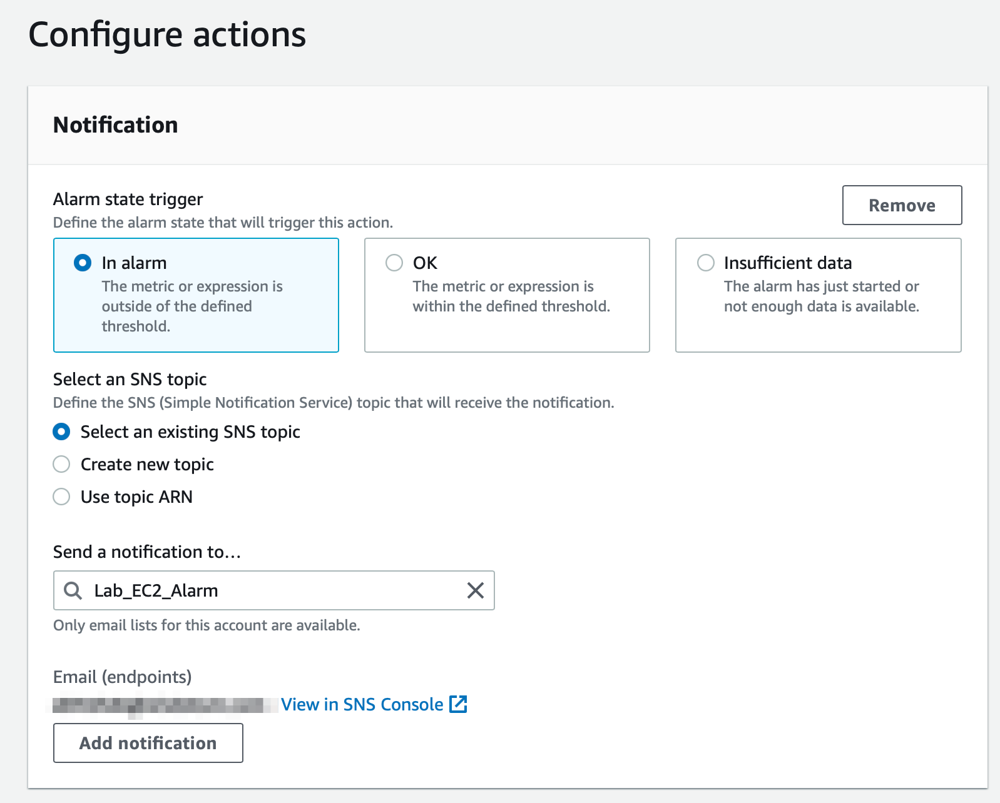 Configure actions
Notification
Alarm state trigger
Define the alarm state that will trigger this action.
Remove
In alarm
The metric or expression is
outside of the defined
threshold.
OK
The metric or expression is
within the defined threshold.
Insufficient data
The alarm has just started or
not enough data is available.
Select an SNS topic
Define the SNS (Simple Notification Service) topic that will receive the notification.
Select an existing SNS topic
Create new topic
Use topic ARN
Send a notification to…
Lab_EC2_Alarm
Only email lists for this account are available.
Email (endpoints)
View in SNS Console
Add notification